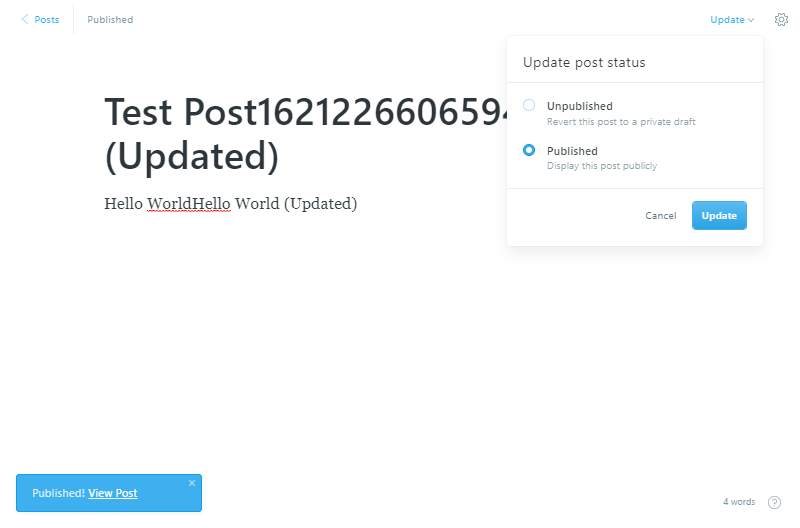 Posts
Published
Update
Update post status
Unpublished
Revert this post to a private draft
Published
Display this post publicly
Cancel
Update
Test Post162122660659
(Updated)
Hello WorldHello World (Updated)
Published! View Post
4 words
?